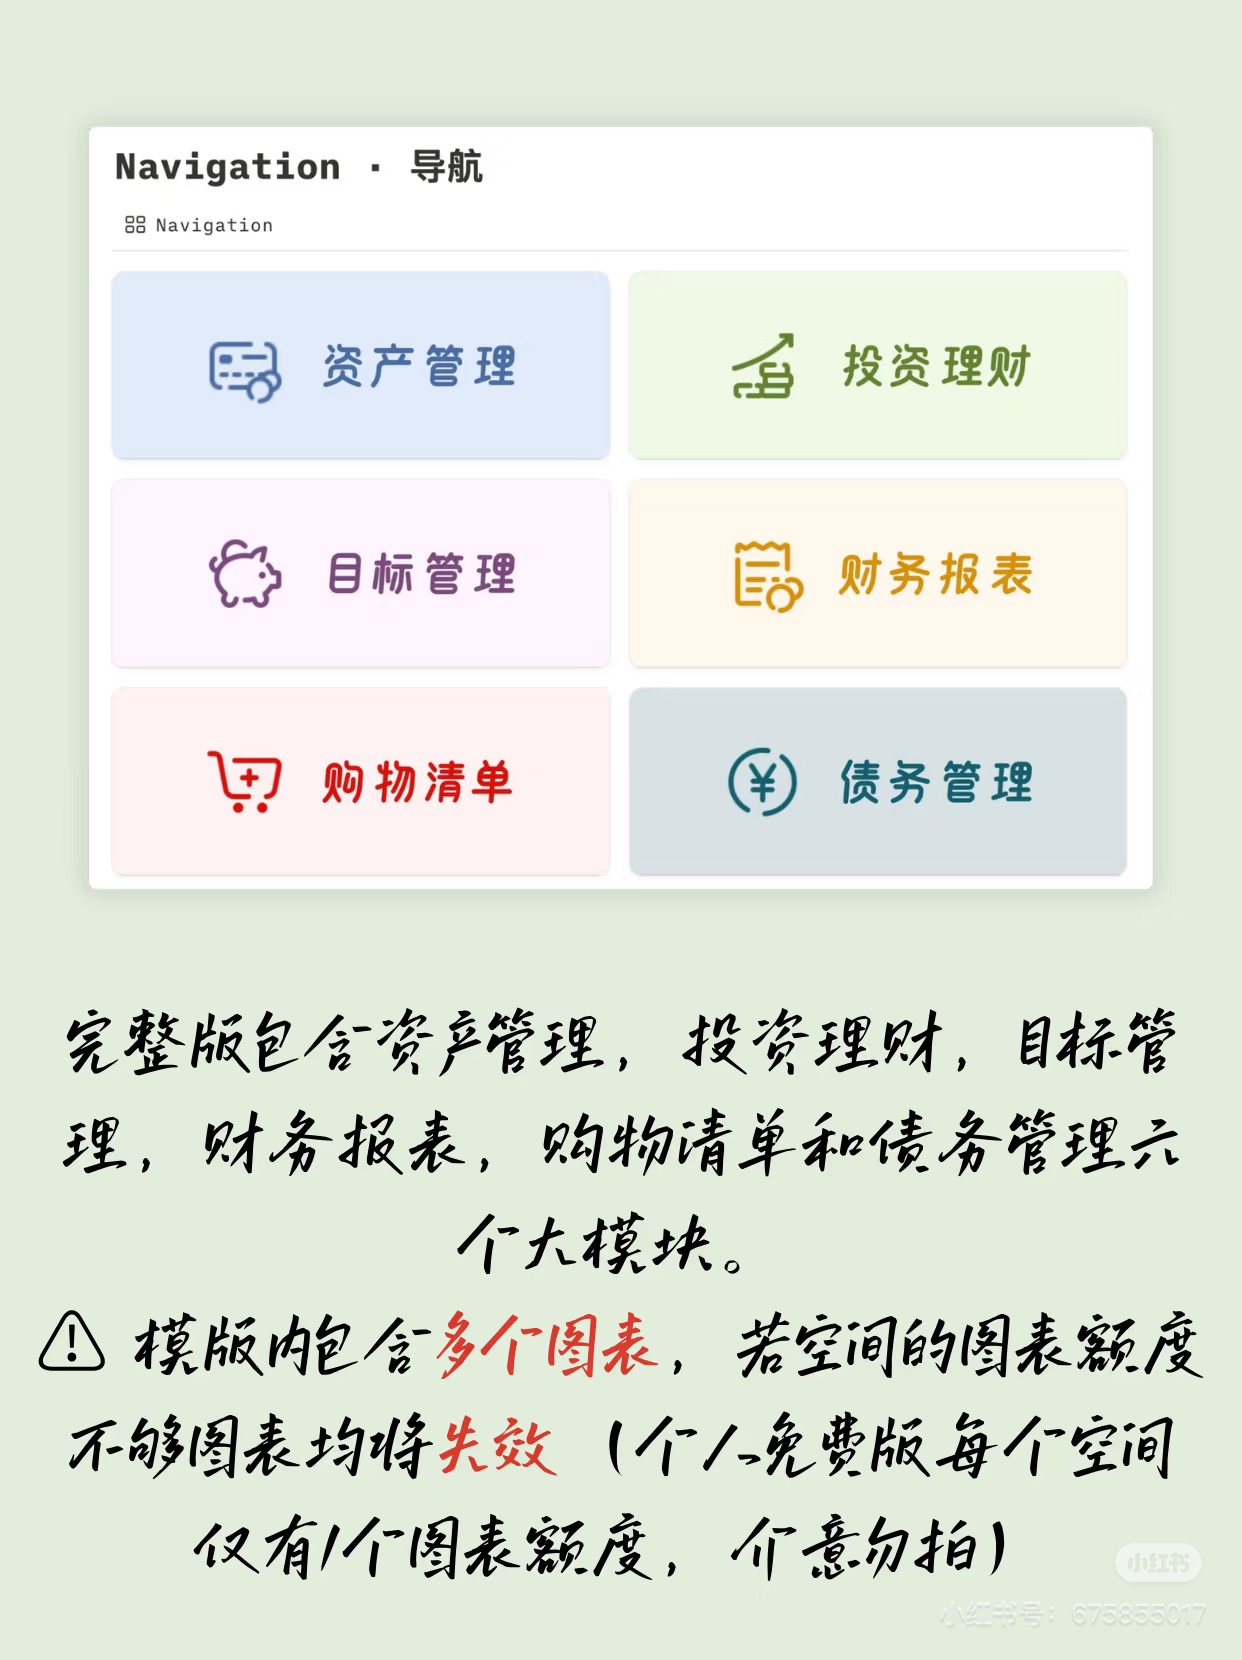 Navigation · 导航
Navigation
资产管理
投资理财
目标管理
财务报表
购物清单
债务管理
完整版包含资产管理，投资理财，目标管
理，财务报表，购物清单和债务管理六
个大模块。
模版内包含多个图表，若空间的图表额度
不够图表均将失效（个人免费版每个空间
仅有1个图表额度，介意勿拍）
小红书
小红书号：675855017